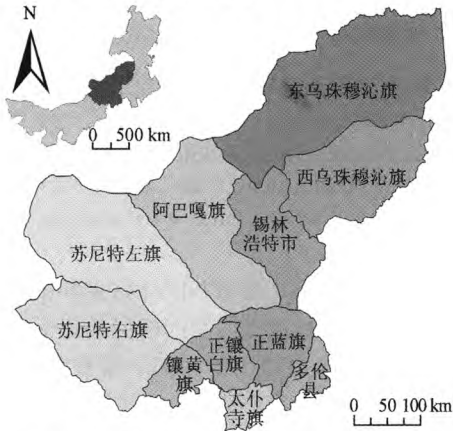 N
0 500 km
东乌珠穆沁旗
西乌珠穆沁旗
阿巴嘎旗
锡林
浩特市
苏尼特左旗
苏尼特右旗
正镶
白旗
正蓝旗
镶黄
旗
多伦
县
太仆
寺旗
0 50 100 km